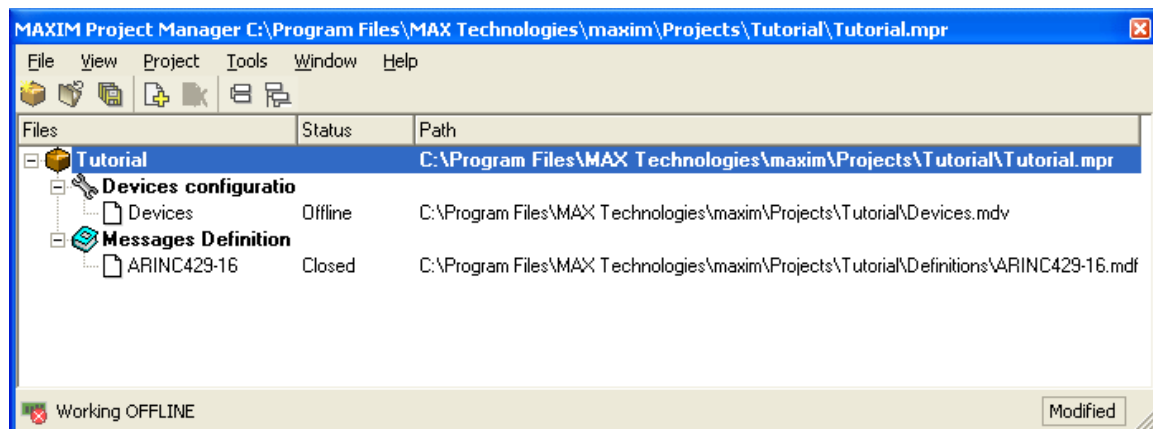 MAXIM Project Manager C:\Program Files\MAX Technologies\maxim\Projects\Tutorial\Tutorial.mpr
File View Project Tools Window Help
Files Status Path
Tutorial C:\Program Files\MAX Technologies\maxim\Projects\Tutorial\Tutorial.mpr
Devices configuratio
Devices Offline C:\Program Files\MAX Technologies\maxim\Projects\Tutorial\Devices.mdv
Messages Definition
ARINC429-16 Closed C:\Program Files\MAX Technologies\maxim\Projects\Tutorial\Definitions\ARINC429-16.mdf
Working OFFLINE Modified